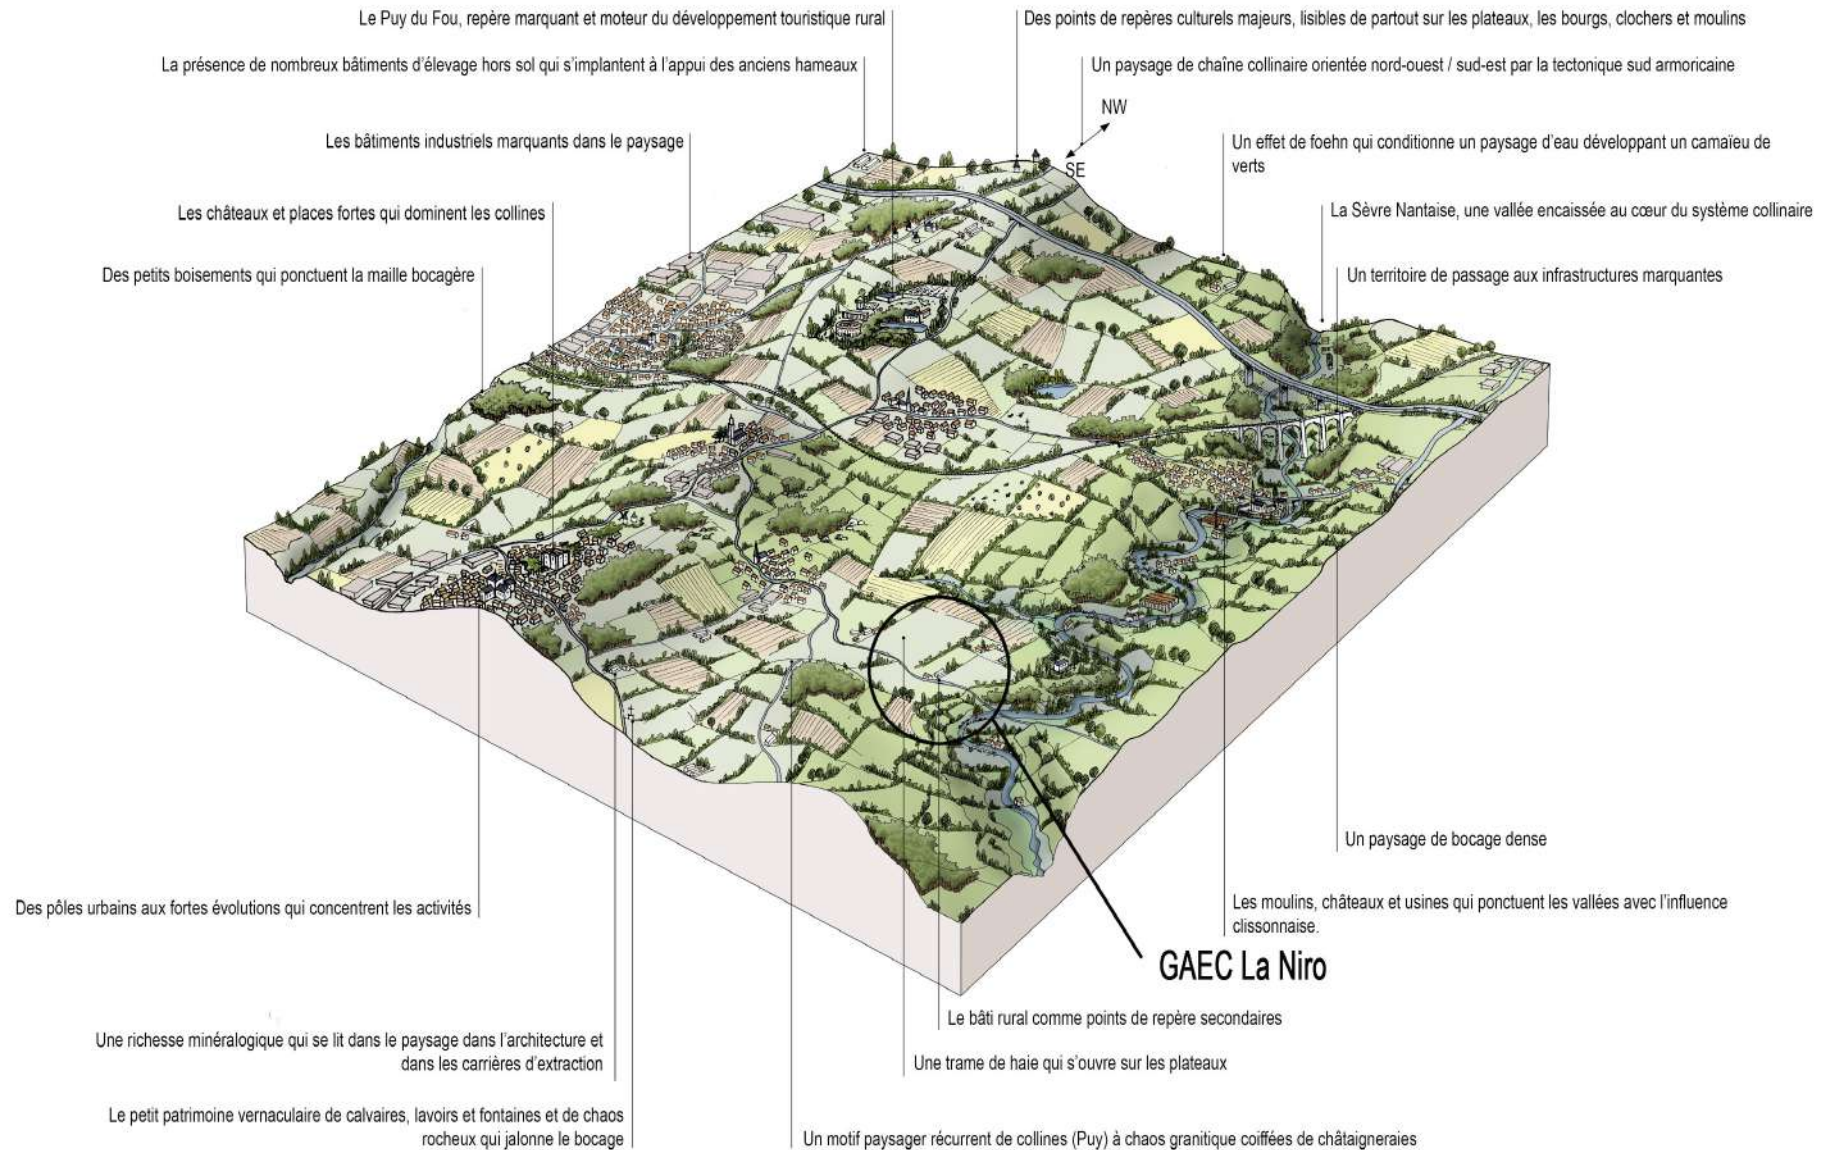 Le Puy du Fou, repère marquant et moteur du développement touristique rural
Des points de repères culturels majeurs, lisibles de partout sur les plateaux, les bourgs, clochers et moulins
La présence de nombreux bâtiments d'élevage hors sol qui s'implantent à l'appui des anciens hameaux
Un paysage de chaîne collinaire orientée nord-ouest / sud-est par la tectonique sud armoricaine
NW
SE
Les bâtiments industriels marquants dans le paysage
Un effet de foehn qui conditionne un paysage d'eau développant un camaïeu de
verts
Les châteaux et places fortes qui dominent les collines
La Sèvre Nantaise, une vallée encaissée au cœur du système collinaire
Des petits boisements qui ponctuent la maille bocagère
Un territoire de passage aux infrastructures marquantes
Un paysage de bocage dense
Des pôles urbains aux fortes évolutions qui concentrent les activités
Les moulins, châteaux et usines qui ponctuent les vallées avec l'influence
clissonnaise.
GAEC La Niro
Le bâti rural comme points de repère secondaires
Une richesse minéralogique qui se lit dans le paysage dans l'architecture et
dans les carrières d'extraction
Une trame de haie qui s'ouvre sur les plateaux
Le petit patrimoine vernaculaire de calvaires, lavoirs et fontaines et de chaos
rocheux qui jalonne le bocage
Un motif paysager récurrent de collines (Puy) à chaos granitique coiffées de châtaigneraies